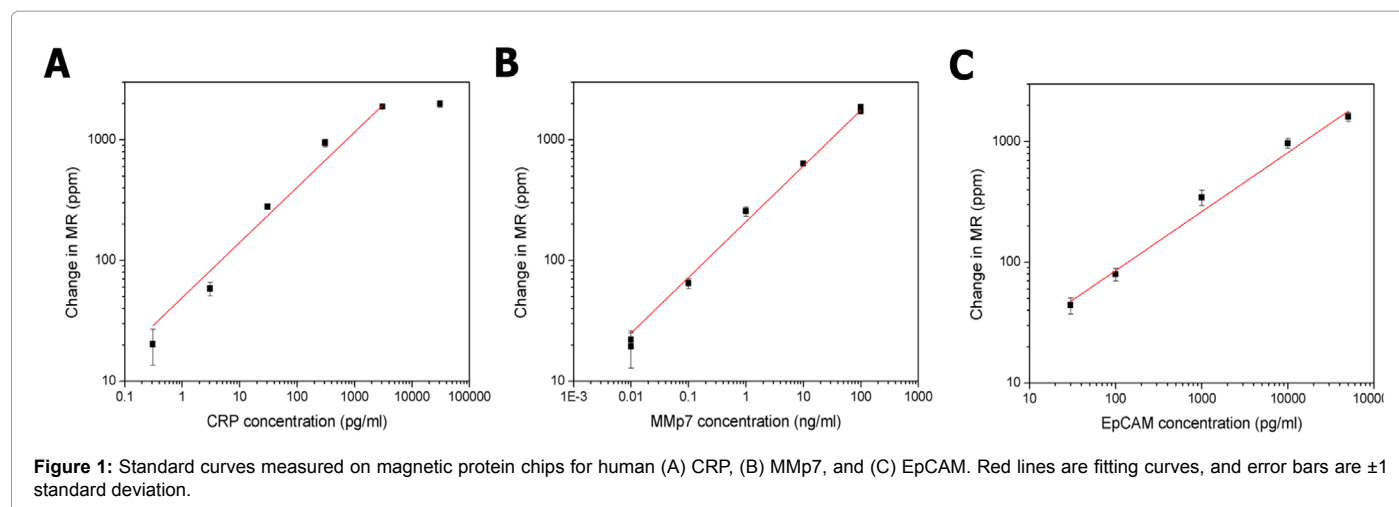 A
B
C
Change in MR (ppm)
1000
100
10
0.1 1 10 100 1000 10000 100000
CRP concentration (pg/ml)
Change in MR (ppm)
1000
100
10
1E-3 0.01 0.1 1 10 100 1000
MMp7 concentration (ng/ml)
Change in MR (ppm)
1000
100
10
10 100 1000 10000
EpCAM concentration (pg/ml)
Figure 1: Standard curves measured on magnetic protein chips for human (A) CRP, (B) MMp7, and (C) EpCAM. Red lines are fitting curves, and error bars are ±1
standard deviation.